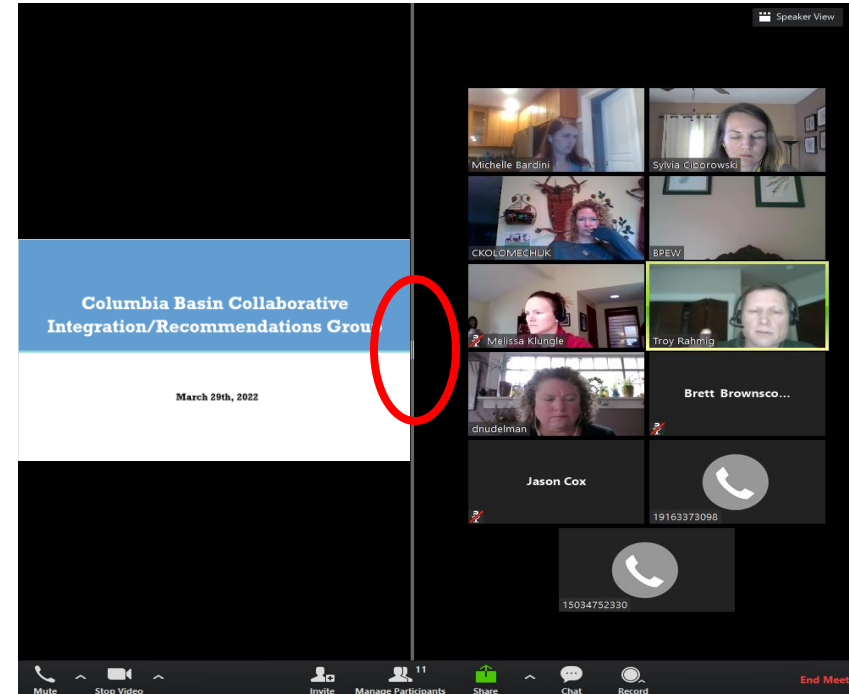 Speaker View
Michelle Bardini
Sylvia Ciborowski
CKOLOMECHUK
BPEW
Columbia Basin Collaborative
Integration/Recommendations Group
Melissa Klungle
Troy Rahmig
March 29th, 2022
dnudelman
Brett Brownsco...
Jason Cox
19163373098
15034752330
11
Mute
Stop Video
Invite
Manage Participants
Share
Chat
Record
End Meet